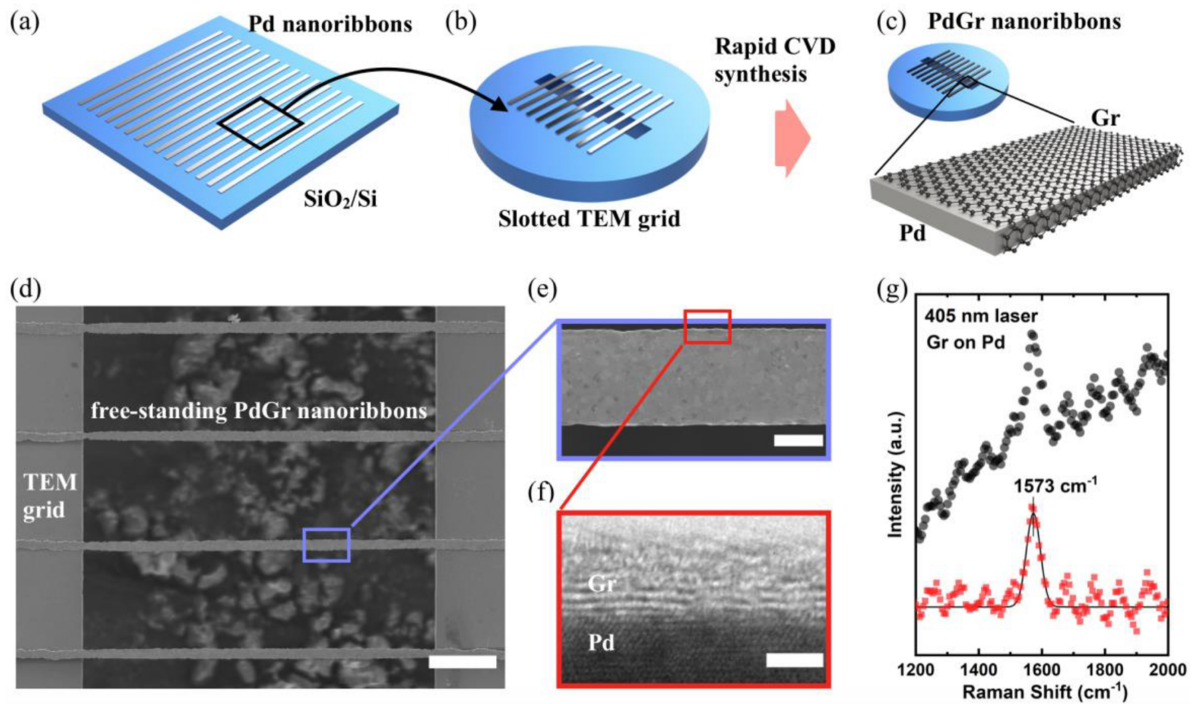 (a)
Pd nanoribbons
SiO₂/Si
(b)
Slotted TEM grid
Rapid CVD
synthesis
(c)
PdGr nanoribbons
Gr
Pd
(d)
free-standing PdGr nanoribbons
TEM
grid
(e)
(f)
Gr
Pd
(g)
405 nm laser
Gr on Pd
1573 cm⁻¹
Intensity (a.u.)
1200 1400 1600 1800 2000
Raman Shift (cm⁻¹)